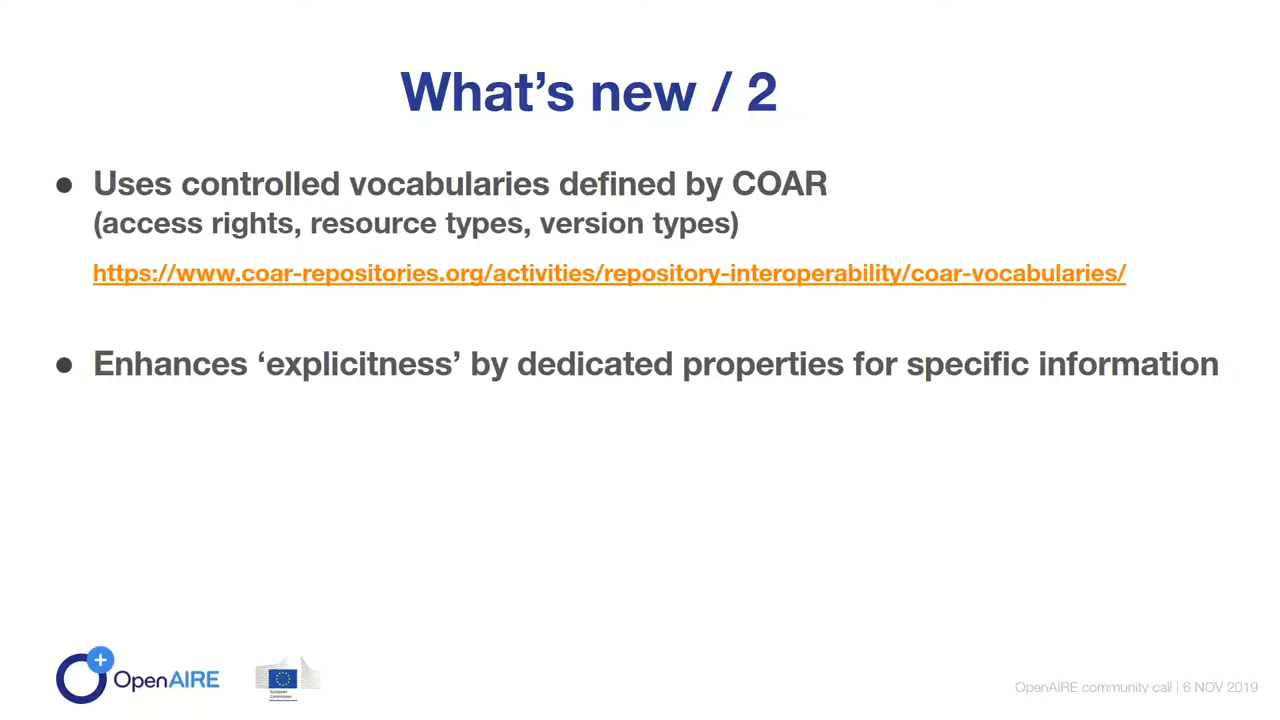 What’s new / 2
● Uses controlled vocabularies defined by COAR
(access rights, resource types, version types)
https://www.coar-repositories.org/activities/repository-interoperability/coar-vocabularies/
● Enhances ‘explicitness’ by dedicated properties for specific information
OpenAIRE
European
Commission
OpenAIRE community call | 6 NOV 2019